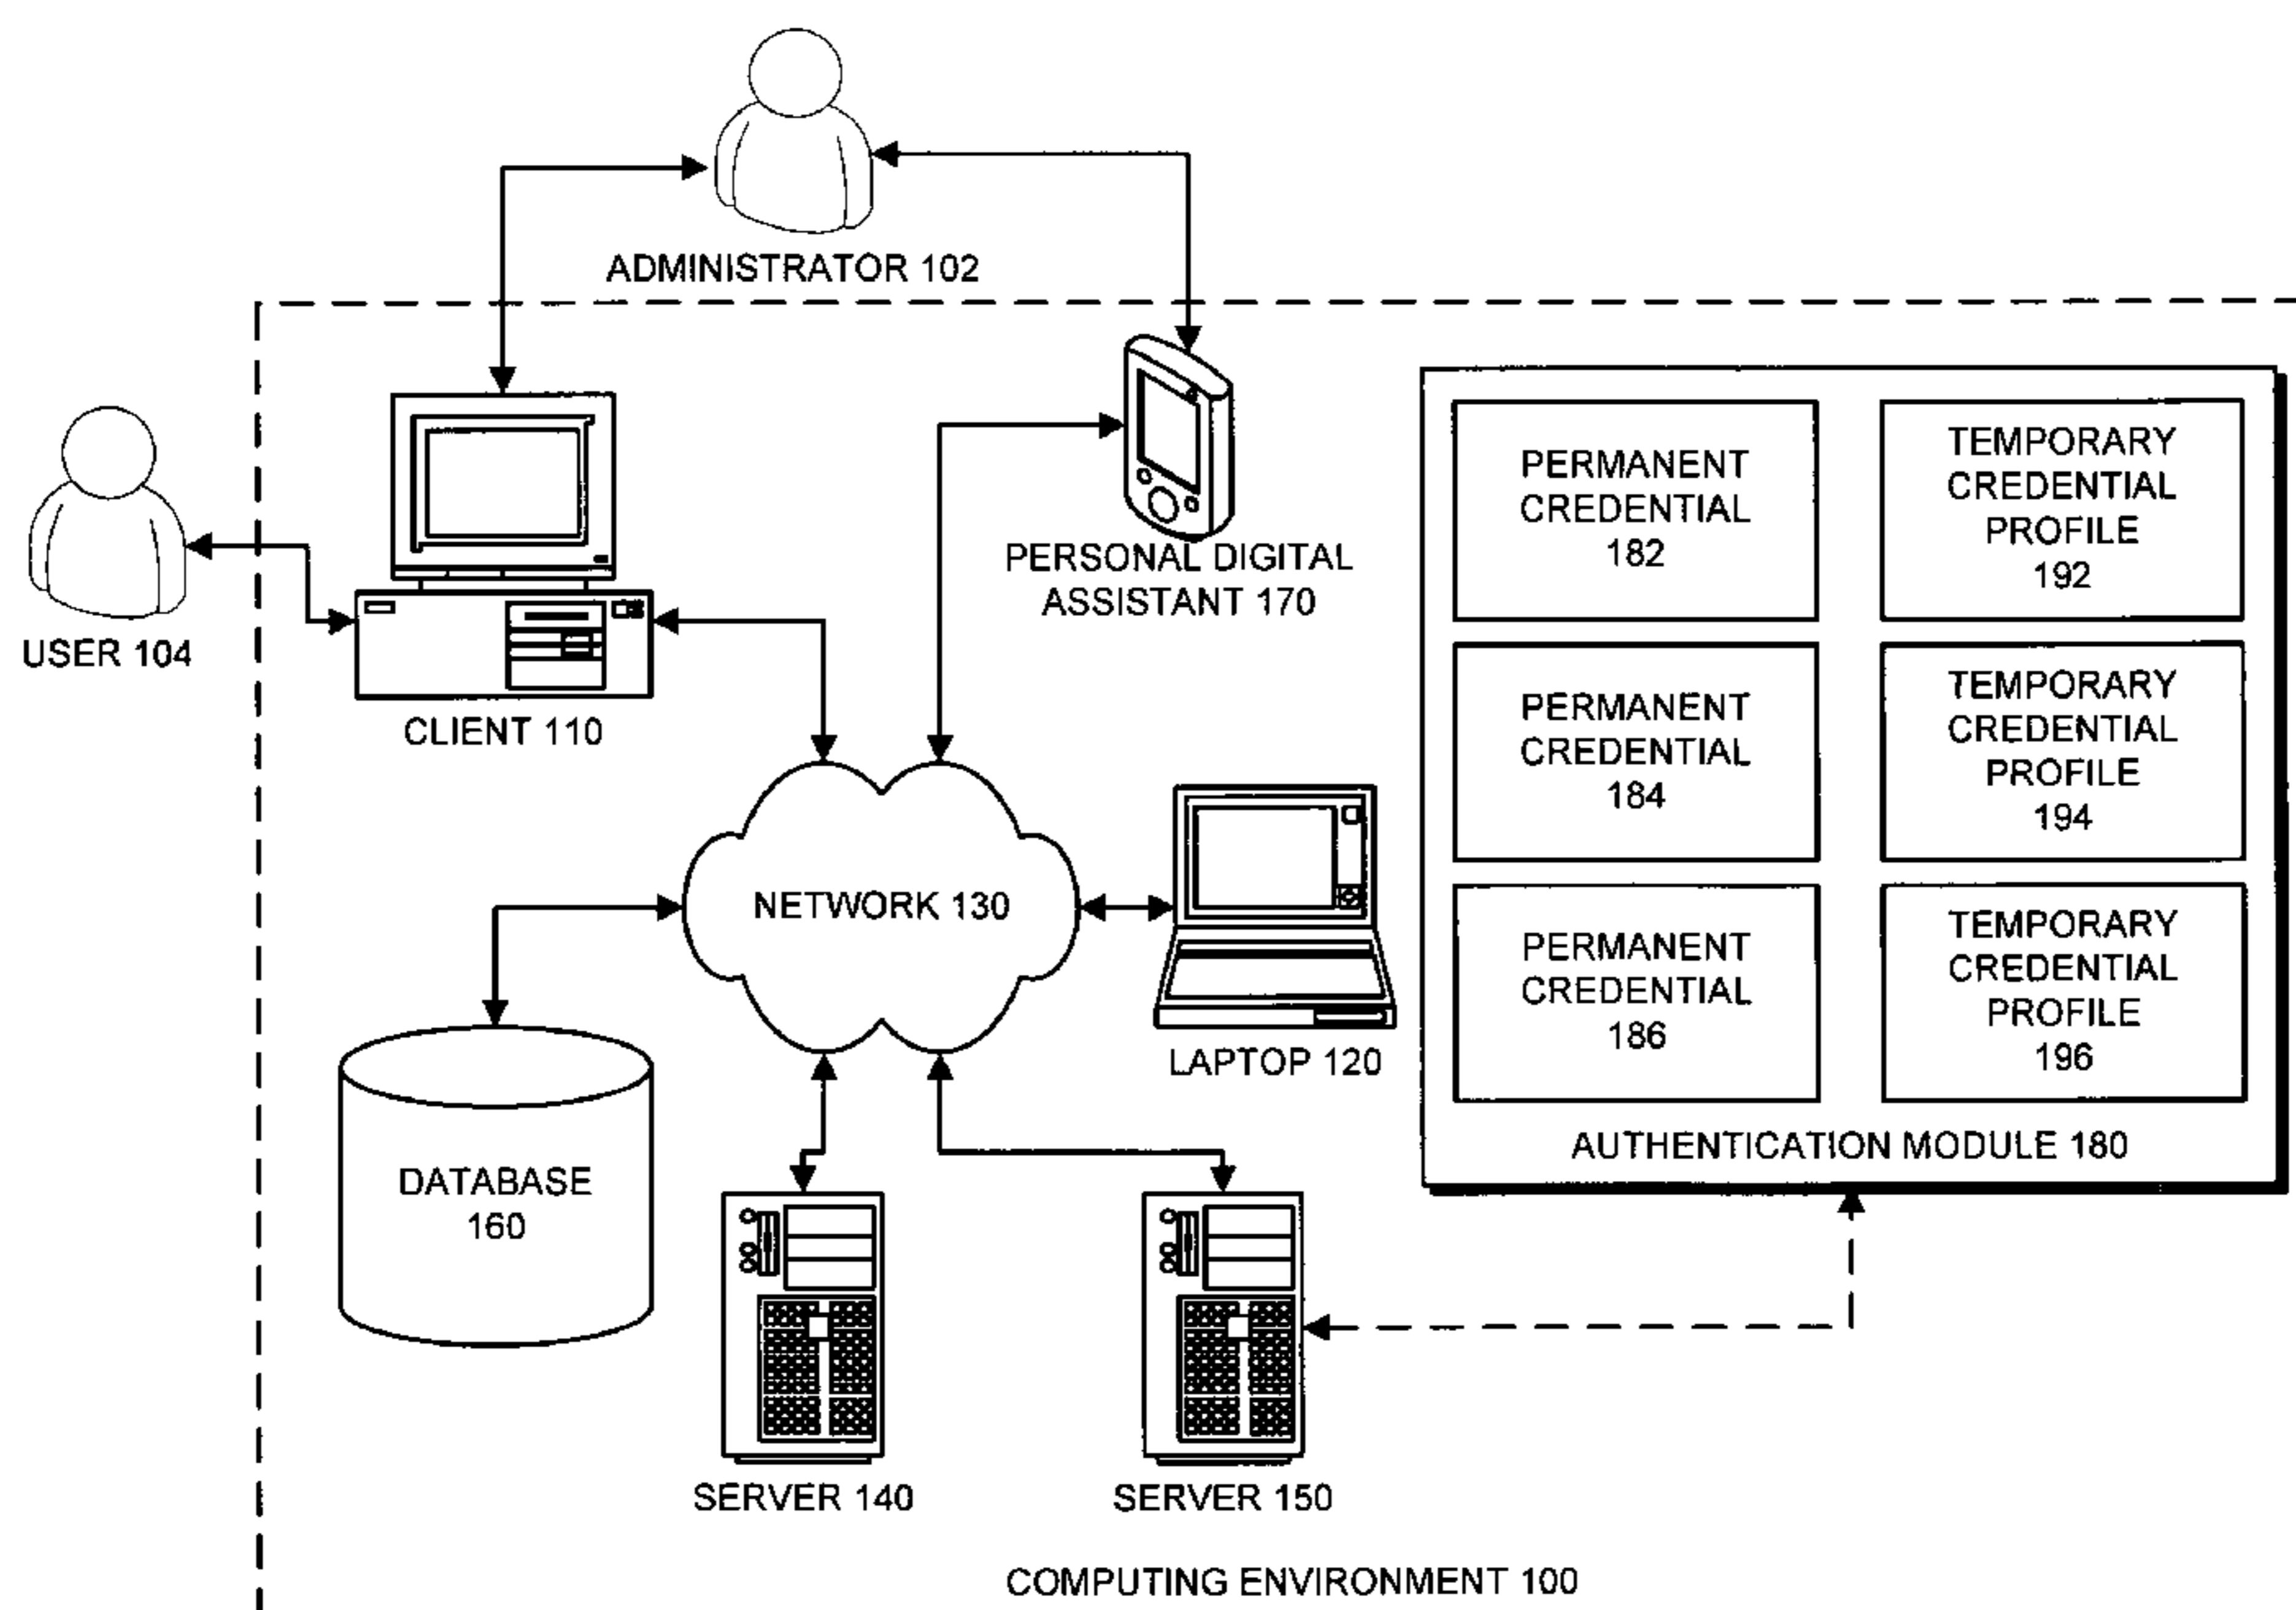 ADMINISTRATOR 102
USER 104
CLIENT 110
PERSONAL DIGITAL
ASSISTANT 170
NETWORK 130
LAPTOP 120
DATABASE
160
SERVER 140
SERVER 150
PERMANENT
CREDENTIAL
182
TEMPORARY
CREDENTIAL
PROFILE
192
PERMANENT
CREDENTIAL
184
TEMPORARY
CREDENTIAL
PROFILE
194
PERMANENT
CREDENTIAL
186
TEMPORARY
CREDENTIAL
PROFILE
196
AUTHENTICATION MODULE 180
COMPUTING ENVIRONMENT 100